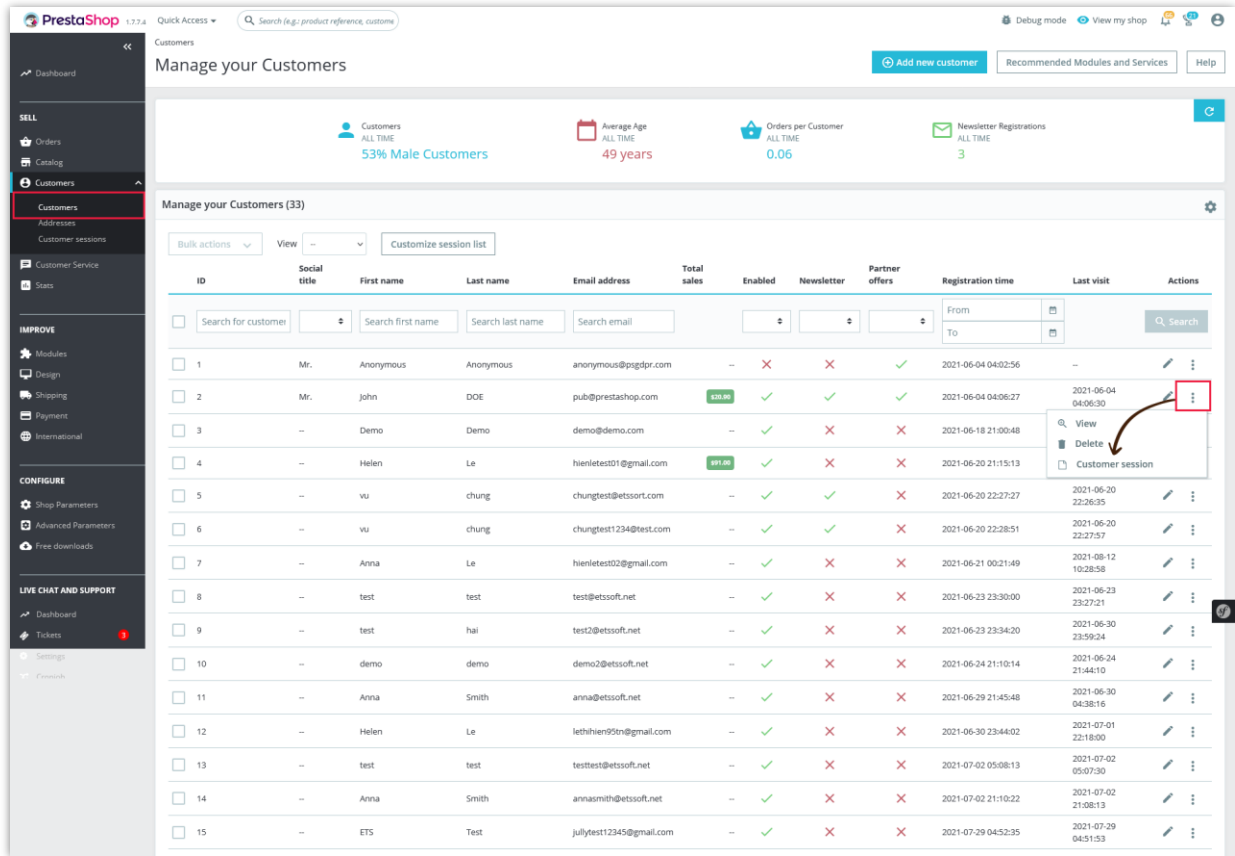 PrestaShop 1.7.7.4 Quick Access Search (e.g.: product reference, custome Debug mode View my shop
Customers
Manage your Customers
Add new customer Recommended Modules and Services Help
Dashboard
SELL
Orders
Catalog
Customers
Customers
Addresses
Customer sessions
Customer Service
Stats
IMPROVE
Modules
Design
Shipping
Payment
International
CONFIGURE
Shop Parameters
Advanced Parameters
Free downloads
LIVE CHAT AND SUPPORT
Dashboard
Tickets 3
Settings
Customers
ALL TIME
53% Male Customers
Average Age
ALL TIME
49 years
Orders per Customer
ALL TIME
0.06
Newsletter Registrations
ALL TIME
3
Manage your Customers (33)
Bulk actions View -- Customize session list
ID Social title First name Last name Email address Total sales Enabled Newsletter Partner offers Registration time Last visit Actions
Search for customer Search first name Search last name Search email From To Search
1 Mr. Anonymous Anonymous anonymous@psgdpr.com -- 2021-06-04 04:02:56 --
2 Mr. John DOE pub@prestashop.com $20.90 2021-06-04 04:06:27 2021-06-04 04:06:30
3 -- Demo Demo demo@demo.com -- 2021-06-18 21:00:48
4 -- Helen Le hienletest01@gmail.com $91.00 2021-06-20 21:15:13
View
Delete
Customer session
5 -- vu chung chungtest@etssort.com -- 2021-06-20 22:27:27 2021-06-20 22:26:35
6 -- vu chung chungtest1234@test.com -- 2021-06-20 22:28:51 2021-06-20 22:27:57
7 -- Anna Le hienletest02@gmail.com -- 2021-06-21 00:21:49 2021-08-12 10:28:58
8 -- test test test@etssoft.net -- 2021-06-23 23:30:00 2021-06-23 23:27:21
9 -- test hai test2@etssoft.net -- 2021-06-23 23:34:20 2021-06-30 23:59:24
10 -- demo demo demo2@etssoft.net -- 2021-06-24 21:10:14 2021-06-24 21:44:10
11 -- Anna Smith anna@etssoft.net -- 2021-06-29 21:45:48 2021-06-30 04:38:16
12 -- Helen Le lethihien95tn@gmail.com -- 2021-06-30 23:44:02 2021-07-01 22:18:00
13 -- test test testtest@etssoft.net -- 2021-07-02 05:08:13 2021-07-02 05:07:30
14 -- Anna Smith annasmith@etssoft.net -- 2021-07-02 21:10:22 2021-07-02 21:08:13
15 -- ETS Test jullytest12345@gmail.com -- 2021-07-29 04:52:35 2021-07-29 04:51:53